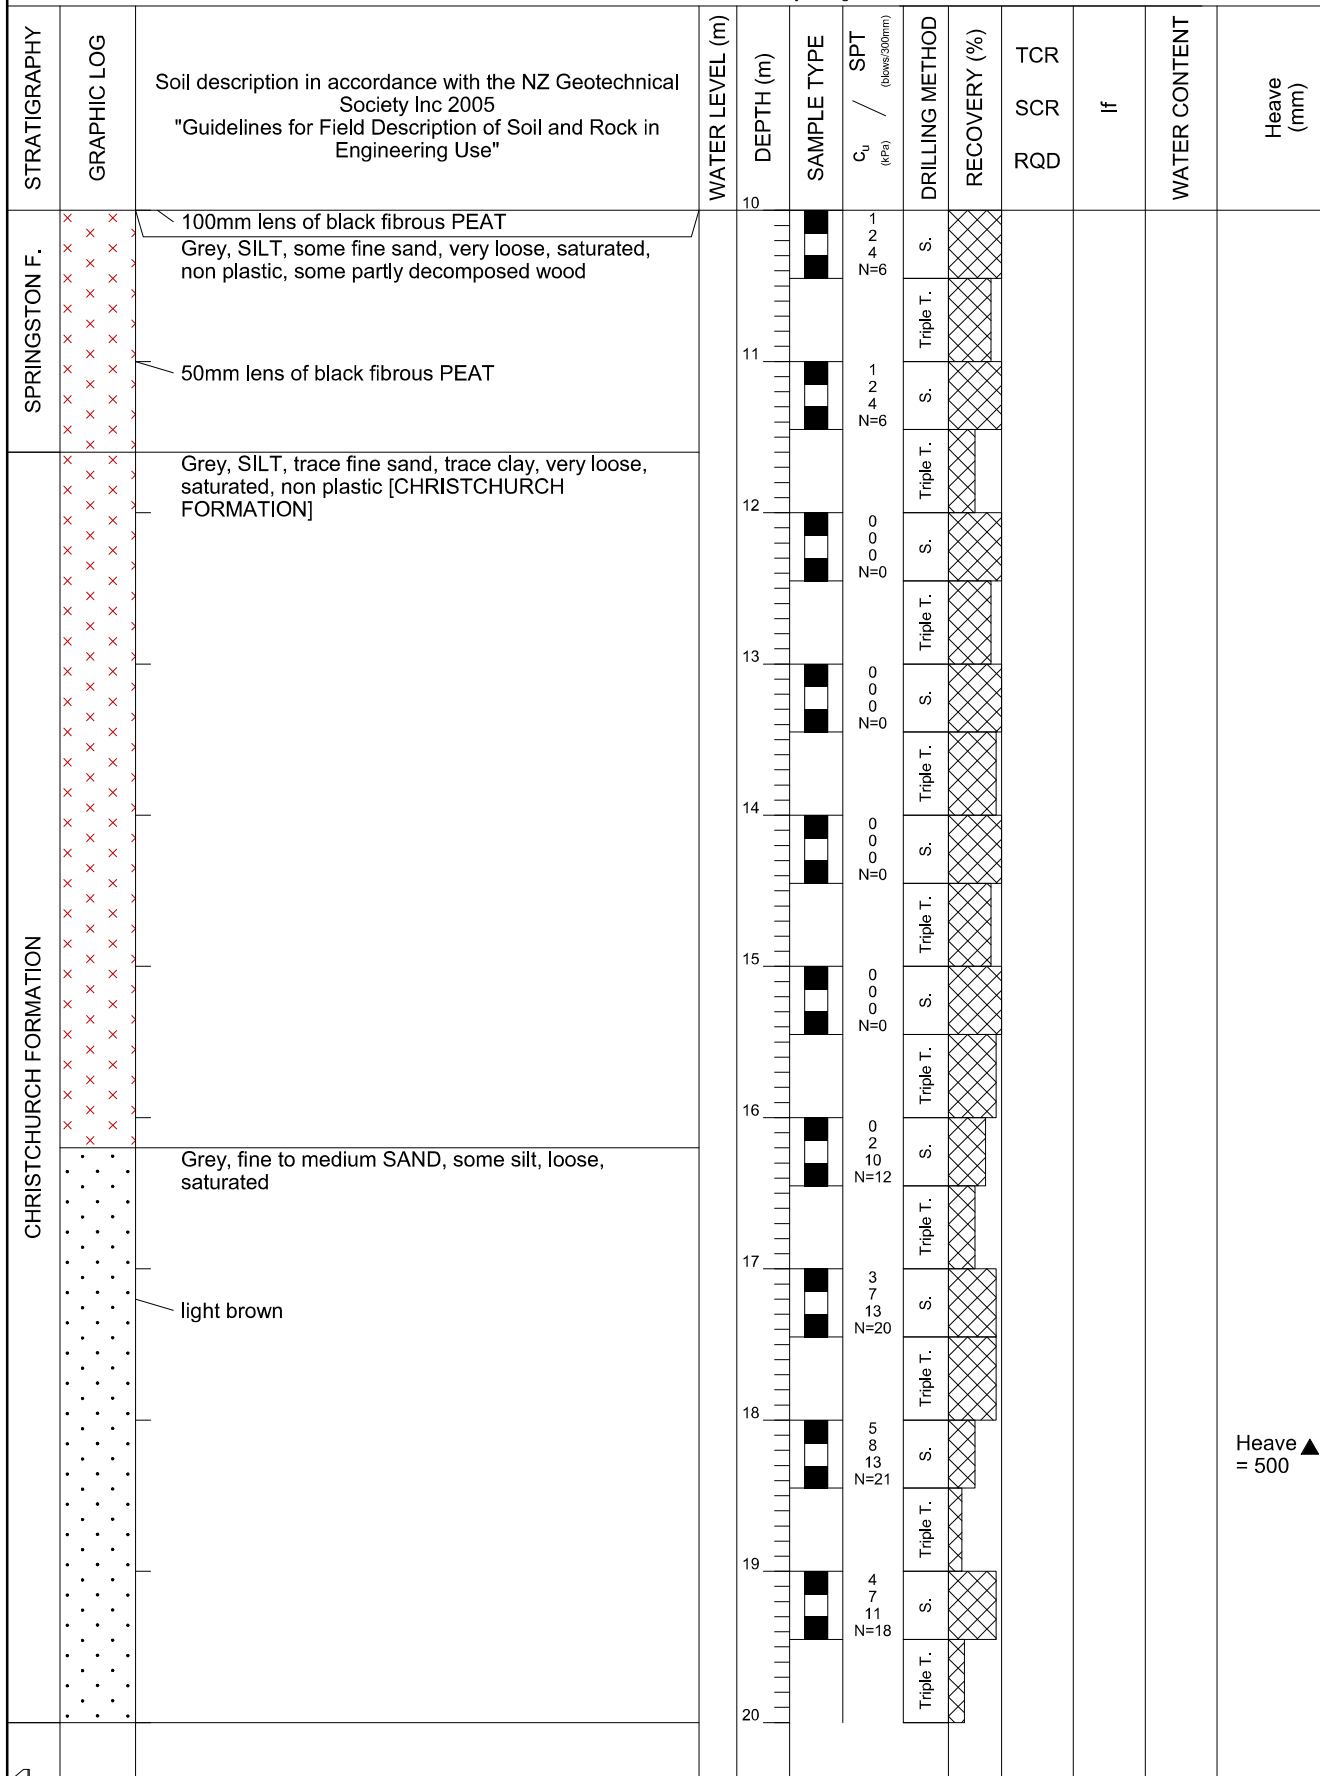 STRATIGRAPHY
GRAPHIC LOG
Soil description in accordance with the NZ Geotechnical
Society Inc 2005
"Guidelines for Field Description of Soil and Rock in
Engineering Use"
WATER LEVEL (m)
DEPTH (m)
SAMPLE TYPE
SPT (blows/300mm)
/
cu (kPa)
DRILLING METHOD
RECOVERY (%)
TCR
SCR
RQD
If
WATER CONTENT
Heave
(mm)
SPRINGSTON F.
100mm lens of black fibrous PEAT
Grey, SILT, some fine sand, very loose, saturated,
non plastic, some partly decomposed wood
50mm lens of black fibrous PEAT
CHRISTCHURCH FORMATION
Grey, SILT, trace fine sand, trace clay, very loose,
saturated, non plastic [CHRISTCHURCH
FORMATION]
Grey, fine to medium SAND, some silt, loose,
saturated
light brown
10
1
2
4
N=6
S.
Triple T.
11
1
2
4
N=6
S.
Triple T.
12
0
0
0
N=0
S.
Triple T.
13
0
0
0
N=0
S.
Triple T.
14
0
0
0
N=0
S.
Triple T.
15
0
0
0
N=0
S.
Triple T.
16
0
2
10
N=12
S.
Triple T.
17
3
7
13
N=20
S.
Triple T.
18
5
8
13
N=21
S.
Heave ▲
= 500
Triple T.
19
4
7
11
N=18
S.
Triple T.
20